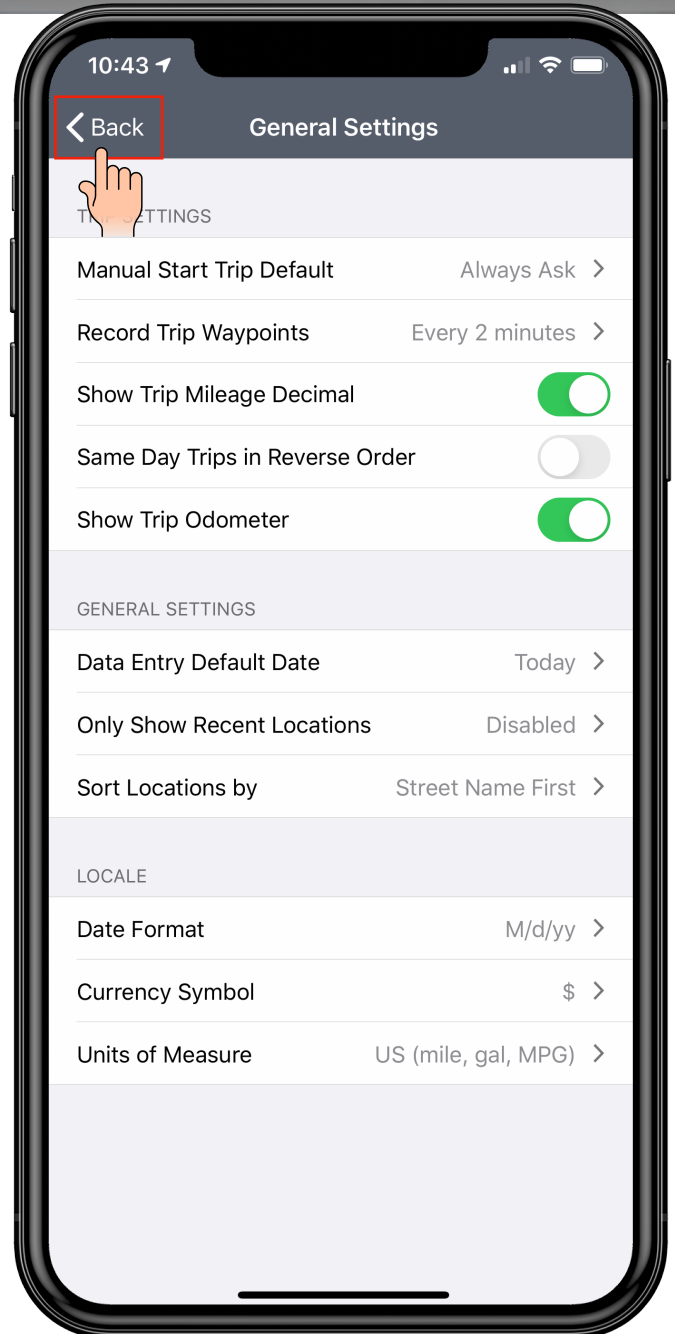 10:43
Back General Settings
TRIP SETTINGS
Manual Start Trip Default Always Ask
Record Trip Waypoints Every 2 minutes
Show Trip Mileage Decimal
Same Day Trips in Reverse Order
Show Trip Odometer
GENERAL SETTINGS
Data Entry Default Date Today
Only Show Recent Locations Disabled
Sort Locations by Street Name First
LOCALE
Date Format M/d/yy
Currency Symbol $
Units of Measure US (mile, gal, MPG)